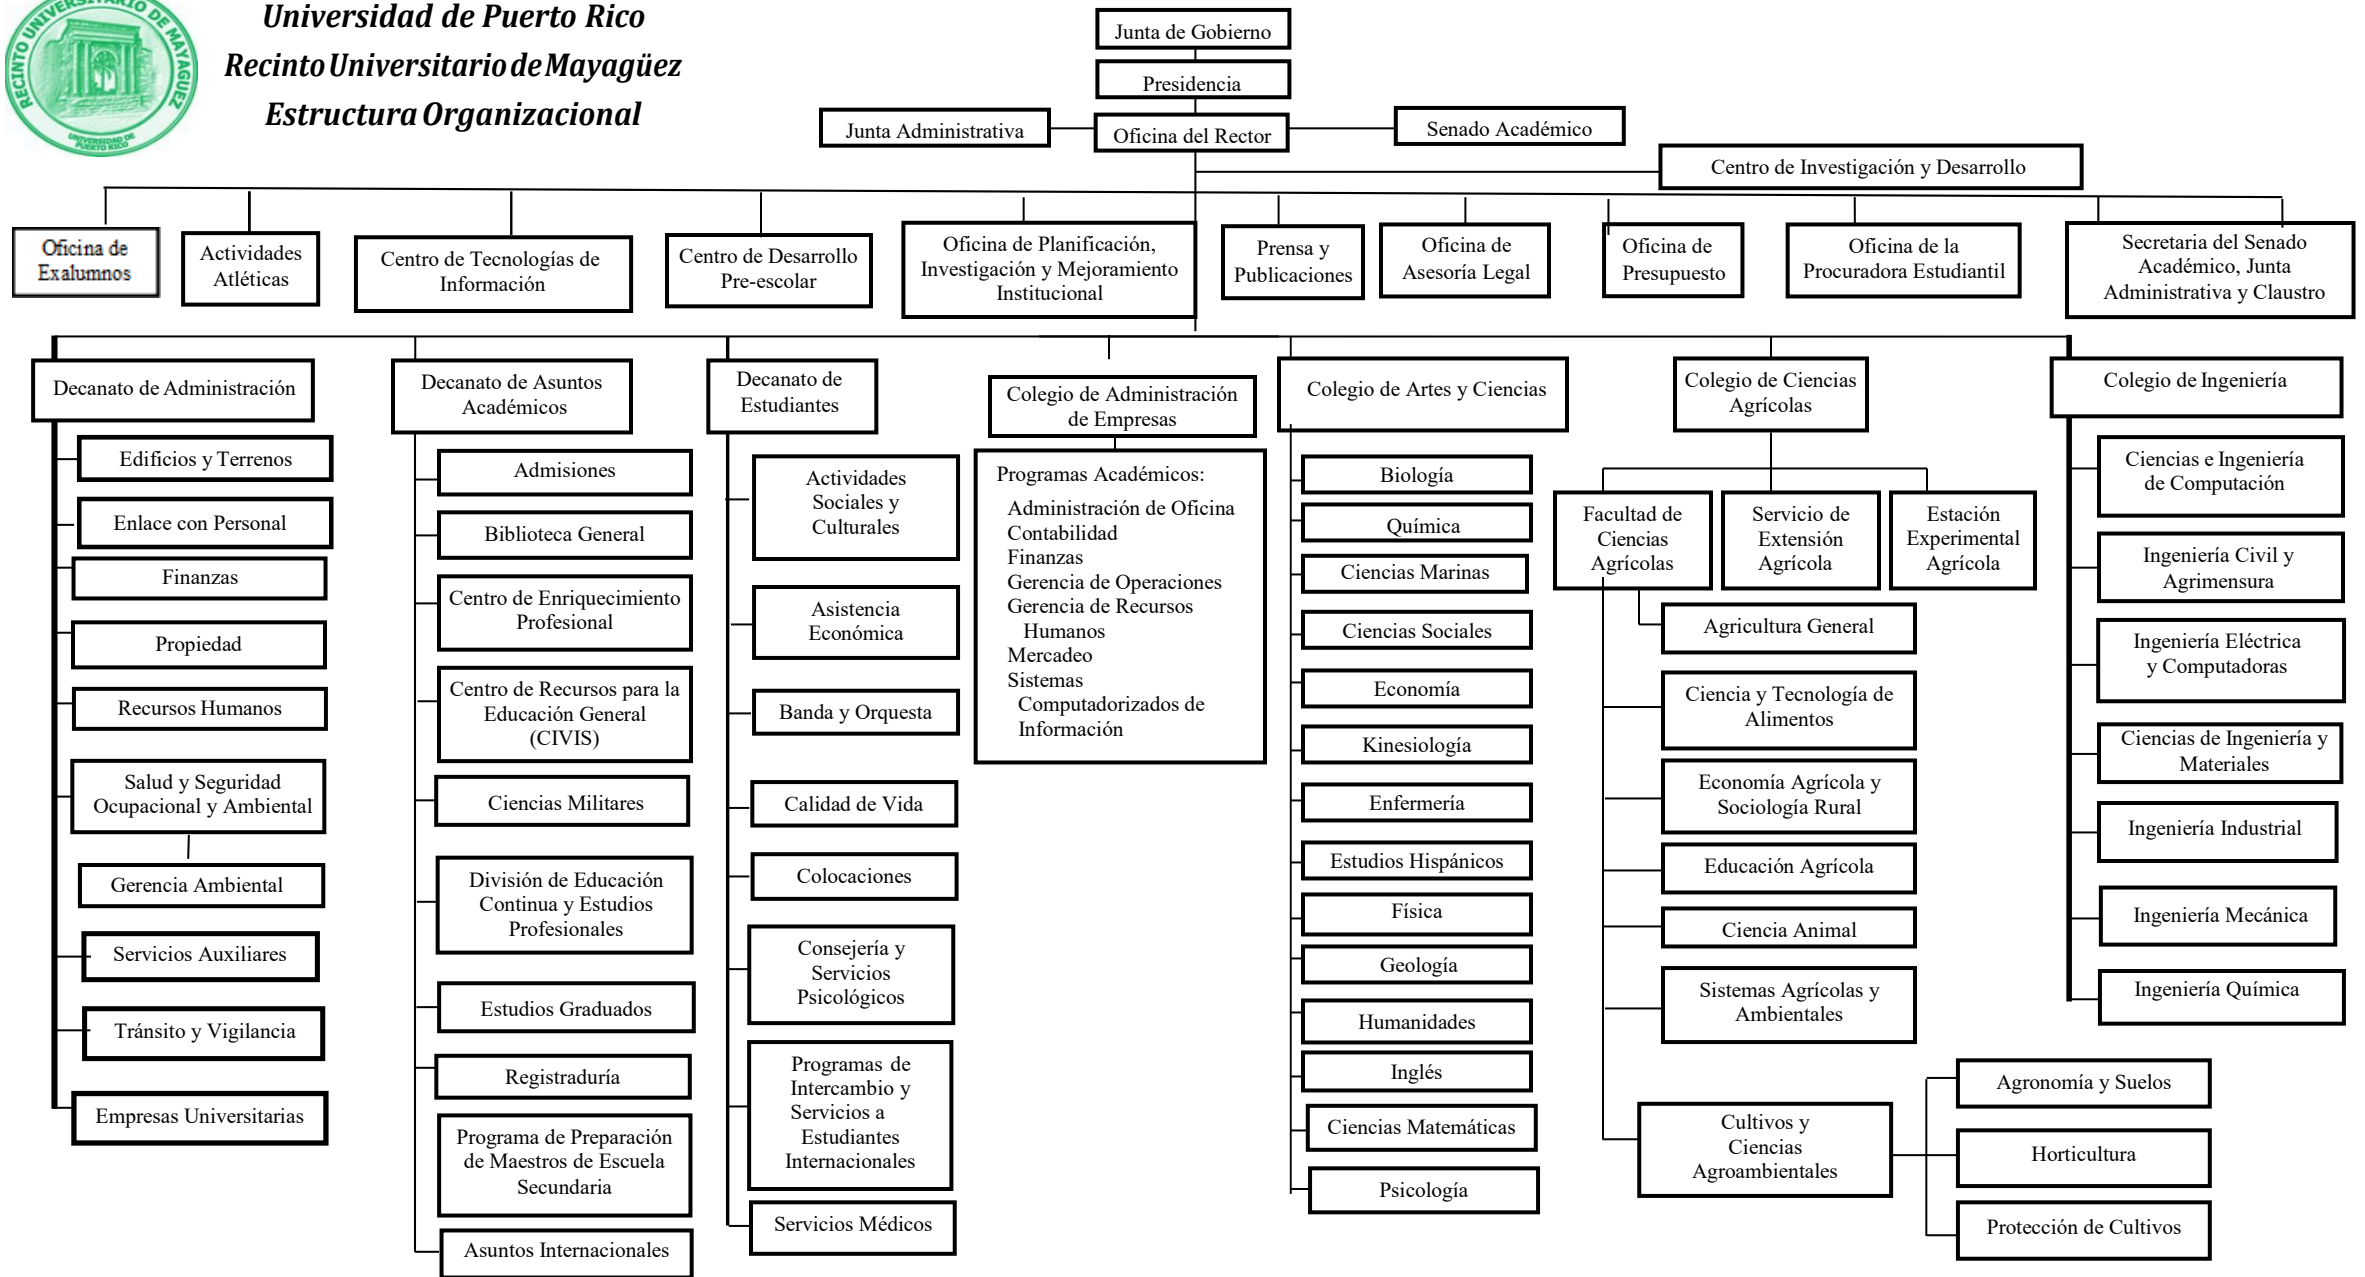 RECINTO UNIVERSITARIO DE MAYAGUEZ
UNIVERSIDAD DE
PUERTO RICO
Universidad de Puerto Rico
Recinto Universitario de Mayagüez
Estructura Organizacional
Junta de Gobierno
Presidencia
Junta Administrativa
Oficina del Rector
Senado Académico
Centro de Investigación y Desarrollo
Oficina de
Exalumnos
Actividades
Atléticas
Centro de Tecnologías de
Información
Centro de Desarrollo
Pre-escolar
Oficina de Planificación,
Investigación y Mejoramiento
Institucional
Prensa y
Publicaciones
Oficina de
Asesoría Legal
Oficina de
Presupuesto
Oficina de la
Procuradora Estudiantil
Secretaria del Senado
Académico, Junta
Administrativa y Claustro
Decanato de Administración
Edificios y Terrenos
Enlace con Personal
Finanzas
Propiedad
Recursos Humanos
Salud y Seguridad
Ocupacional y Ambiental
Gerencia Ambiental
Servicios Auxiliares
Tránsito y Vigilancia
Empresas Universitarias
Decanato de Asuntos
Académicos
Admisiones
Biblioteca General
Centro de Enriquecimiento
Profesional
Centro de Recursos para la
Educación General
(CIVIS)
Ciencias Militares
División de Educación
Continua y Estudios
Profesionales
Estudios Graduados
Registraduría
Programa de Preparación
de Maestros de Escuela
Secundaria
Asuntos Internacionales
Decanato de
Estudiantes
Actividades
Sociales y
Culturales
Asistencia
Económica
Banda y Orquesta
Calidad de Vida
Colocaciones
Consejería y
Servicios
Psicológicos
Programas de
Intercambio y
Servicios a
Estudiantes
Internacionales
Servicios Médicos
Colegio de Administración
de Empresas
Programas Académicos:
Administración de Oficina
Contabilidad
Finanzas
Gerencia de Operaciones
Gerencia de Recursos
Humanos
Mercadeo
Sistemas
Computadorizados de
Información
Colegio de Artes y Ciencias
Biología
Química
Ciencias Marinas
Ciencias Sociales
Economía
Kinesiología
Enfermería
Estudios Hispánicos
Física
Geología
Humanidades
Inglés
Ciencias Matemáticas
Psicología
Colegio de Ciencias
Agrícolas
Facultad de
Ciencias
Agrícolas
Servicio de
Extensión
Agrícola
Estación
Experimental
Agrícola
Agricultura General
Ciencia y Tecnología de
Alimentos
Economía Agrícola y
Sociología Rural
Educación Agrícola
Ciencia Animal
Sistemas Agrícolas y
Ambientales
Cultivos y
Ciencias
Agroambientales
Agronomía y Suelos
Horticultura
Protección de Cultivos
Colegio de Ingeniería
Ciencias e Ingeniería
de Computación
Ingeniería Civil y
Agrimensura
Ingeniería Eléctrica
y Computadoras
Ciencias de Ingeniería y
Materiales
Ingeniería Industrial
Ingeniería Mecánica
Ingeniería Química